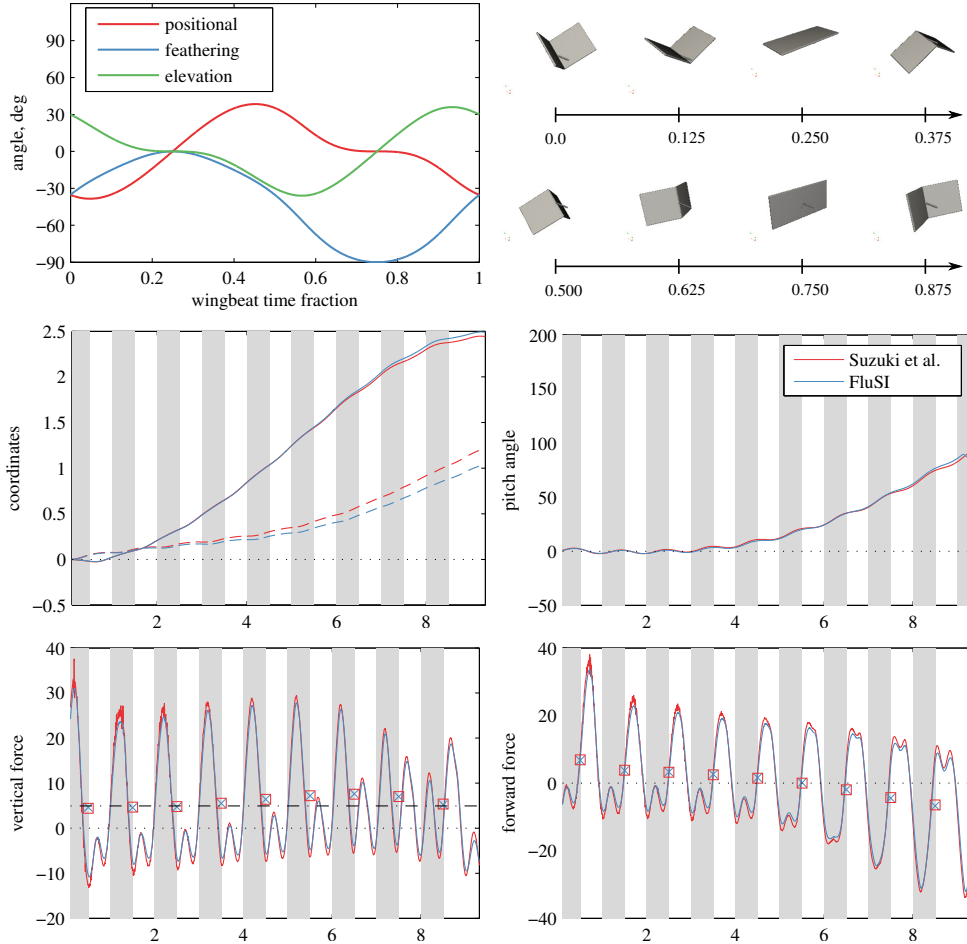 positional
feathering
elevation
90
60
30
0
−30
−60
−90
angle, deg
0 0.2 0.4 0.6 0.8 1
wingbeat time fraction
0.0 0.125 0.250 0.375
0.500 0.625 0.750 0.875
2.5
2
1.5
1
0.5
0
−0.5
coordinates
2 4 6 8
200
150
100
50
0
−50
pitch angle
Suzuki et al.
FluSI
2 4 6 8
40
30
20
10
0
−10
−20
vertical force
2 4 6 8
40
20
0
−20
−40
forward force
2 4 6 8